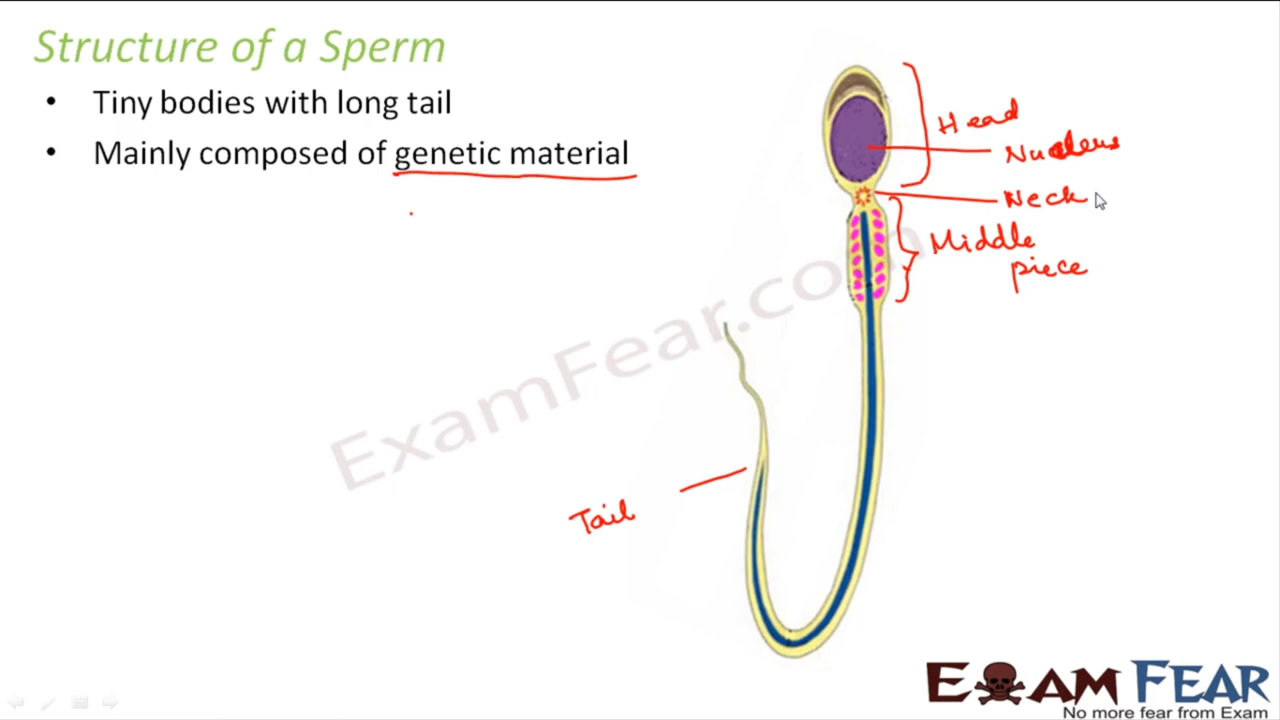 Structure of a Sperm
• Tiny bodies with long tail
• Mainly composed of genetic material
Head
Nucleus
Neck
Middle
piece
Tail
ExamFear.com
EXAM FEAR
No more fear from Exam